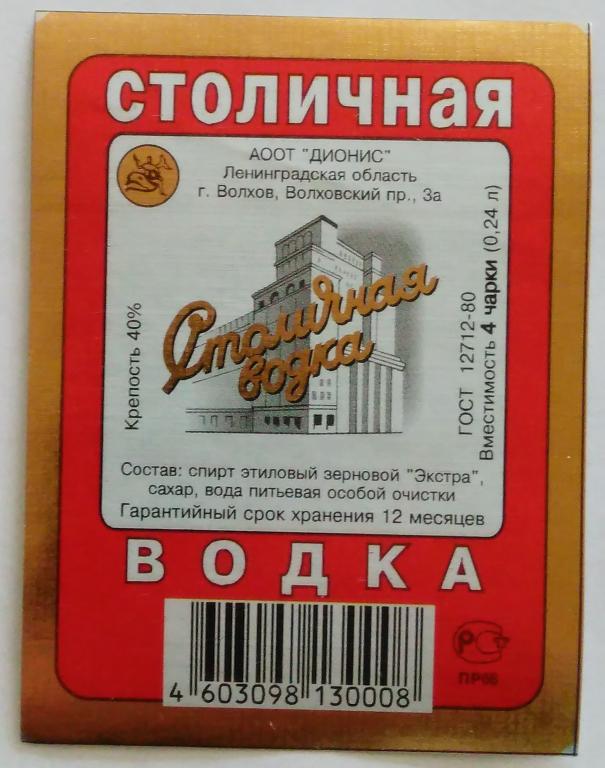 СТОЛИЧНАЯ
АООТ "ДИОНИС"
Ленинградская область
г. Волхов, Волховский пр., 3а
Крепость 40%
Столичная
водка
ГОСТ 12712-80
Вместимость 4 чарки (0,24 л)
Состав: спирт этиловый зерновой "Экстра",
сахар, вода питьевая особой очистки
Гарантийный срок хранения 12 месяцев
ВОДКА
4 603098 130008
ПР66